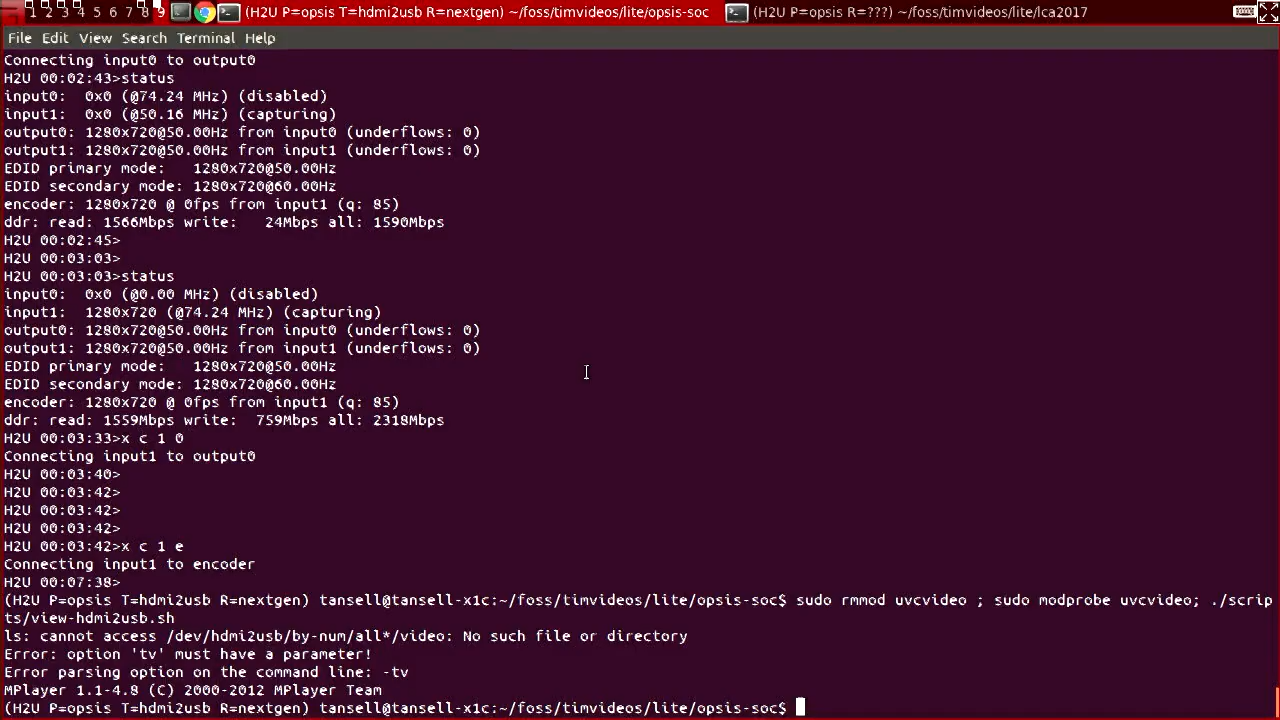 1 2 3 4 5 6 7 8 9 (H2U P=opsis T=hdmi2usb R=nextgen) ~/foss/timvideos/lite/opsis-soc (H2U P=opsis R=???) ~/foss/timvideos/lite/lca2017
File Edit View Search Terminal Help
Connecting input0 to output0
H2U 00:02:43>status
input0:  0x0 (@74.24 MHz) (disabled)
input1:  0x0 (@50.16 MHz) (capturing)
output0: 1280x720@50.00Hz from input0 (underflows: 0)
output1: 1280x720@50.00Hz from input1 (underflows: 0)
EDID primary mode:   1280x720@50.00Hz
EDID secondary mode: 1280x720@60.00Hz
encoder: 1280x720 @ 0fps from input1 (q: 85)
ddr: read: 1566Mbps write:   24Mbps all: 1590Mbps
H2U 00:02:45>
H2U 00:03:03>
H2U 00:03:03>status
input0:  0x0 (@0.00 MHz) (disabled)
input1:  1280x720 (@74.24 MHz) (capturing)
output0: 1280x720@50.00Hz from input0 (underflows: 0)
output1: 1280x720@50.00Hz from input1 (underflows: 0)
EDID primary mode:   1280x720@50.00Hz
EDID secondary mode: 1280x720@60.00Hz
encoder: 1280x720 @ 0fps from input1 (q: 85)
ddr: read: 1559Mbps write:  759Mbps all: 2318Mbps
H2U 00:03:33>x c 1 0
Connecting input1 to output0
H2U 00:03:40>
H2U 00:03:42>
H2U 00:03:42>
H2U 00:03:42>
H2U 00:03:42>x c 1 e
Connecting input1 to encoder
H2U 00:07:38>
(H2U P=opsis T=hdmi2usb R=nextgen) tansell@tansell-x1c:~/foss/timvideos/lite/opsis-soc$ sudo rmmod uvcvideo ; sudo modprobe uvcvideo; ./scrip
ts/view-hdmi2usb.sh
ls: cannot access /dev/hdmi2usb/by-num/all*/video: No such file or directory
Error: option 'tv' must have a parameter!
Error parsing option on the command line: -tv
MPlayer 1.1-4.8 (C) 2000-2012 MPlayer Team
(H2U P=opsis T=hdmi2usb R=nextgen) tansell@tansell-x1c:~/foss/timvideos/lite/opsis-soc$